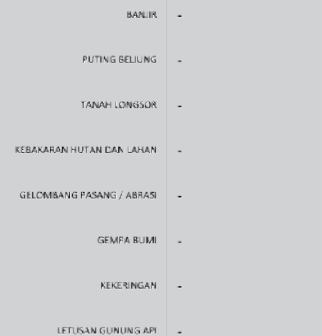 BANJIR -
PUTING BELIUNG -
TANAH LONGSOR -
KEBAKARAN HUTAN DAN LAHAN -
GELOMBANG PASANG / ABRASI -
GEMPA BUMI -
KEKERINGAN -
LETUSAN GUNUNG API -